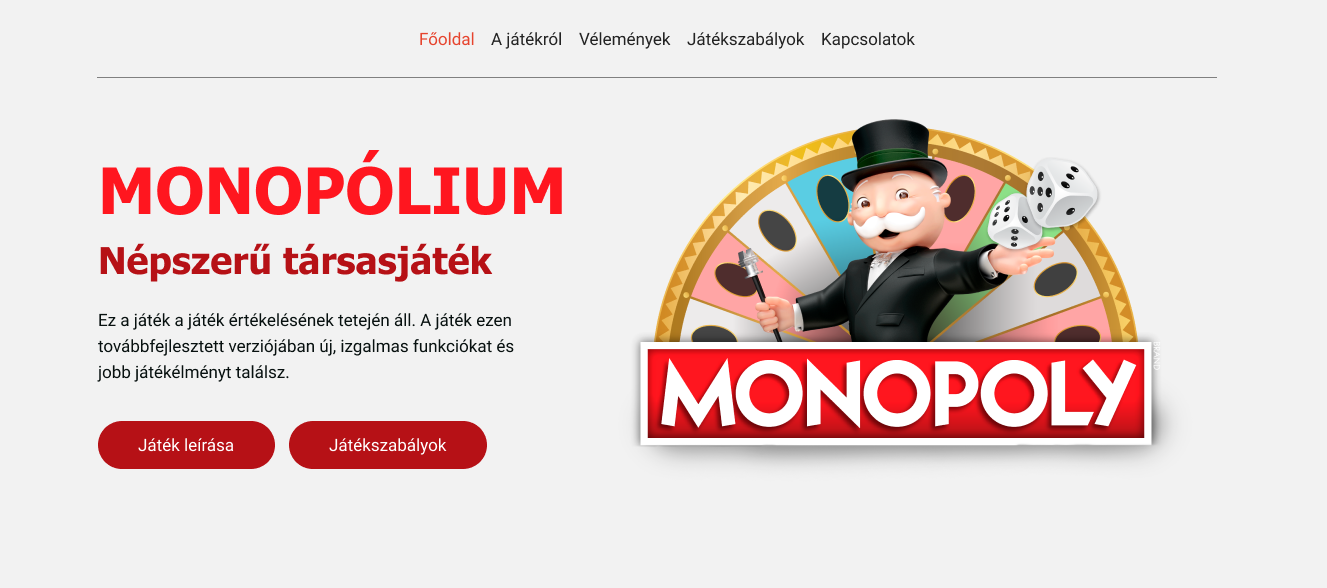 Főoldal A játékról Vélemények Játékszabályok Kapcsolatok
MONOPÓLIUM
Népszerű társasjáték
Ez a játék a játék értékelésének tetején áll. A játék ezen
továbbfejlesztett verziójában új, izgalmas funkciókat és
jobb játékélményt találsz.
Játék leírása Játékszabályok
MONOPOLY